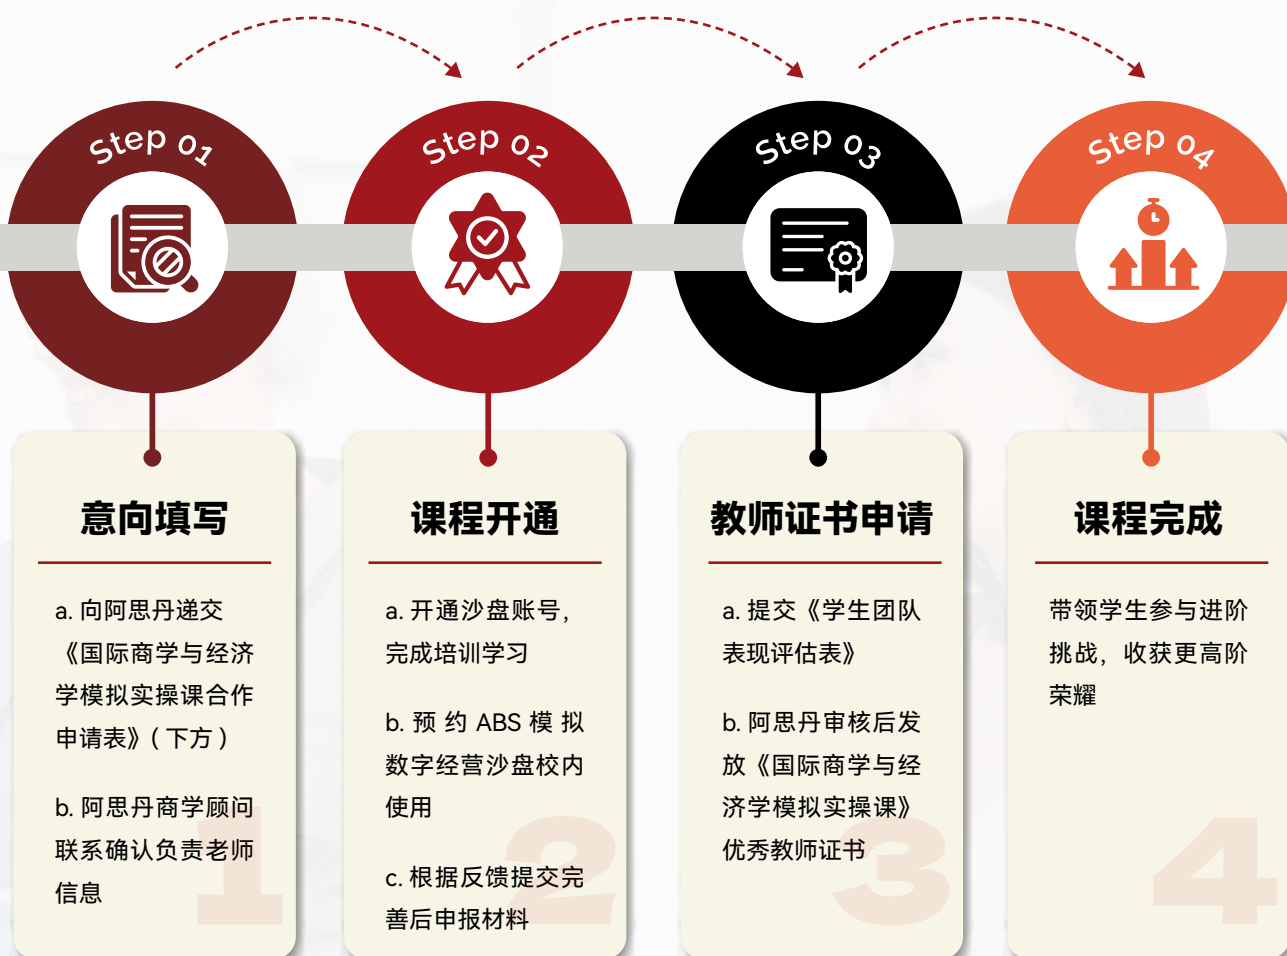 Step 01
Step 02
Step 03
Step 04
意向填写
a. 向阿思丹递交
《国际商学与经济
学模拟实操课合作
申请表》( 下方 )
b. 阿思丹商学顾问
联系确认负责老师
信息
1
课程开通
a. 开通沙盘账号，
完成培训学习
b. 预 约 ABS 模 拟
数字经营沙盘校内
使用
c. 根据反馈提交完
善后申报材料
2
教师证书申请
a. 提交《学生团队
表现评估表》
b. 阿思丹审核后发
放《国际商学与经
济学模拟实操课》
优秀教师证书
3
课程完成
带领学生参与进阶
挑战，收获更高阶
荣耀
4